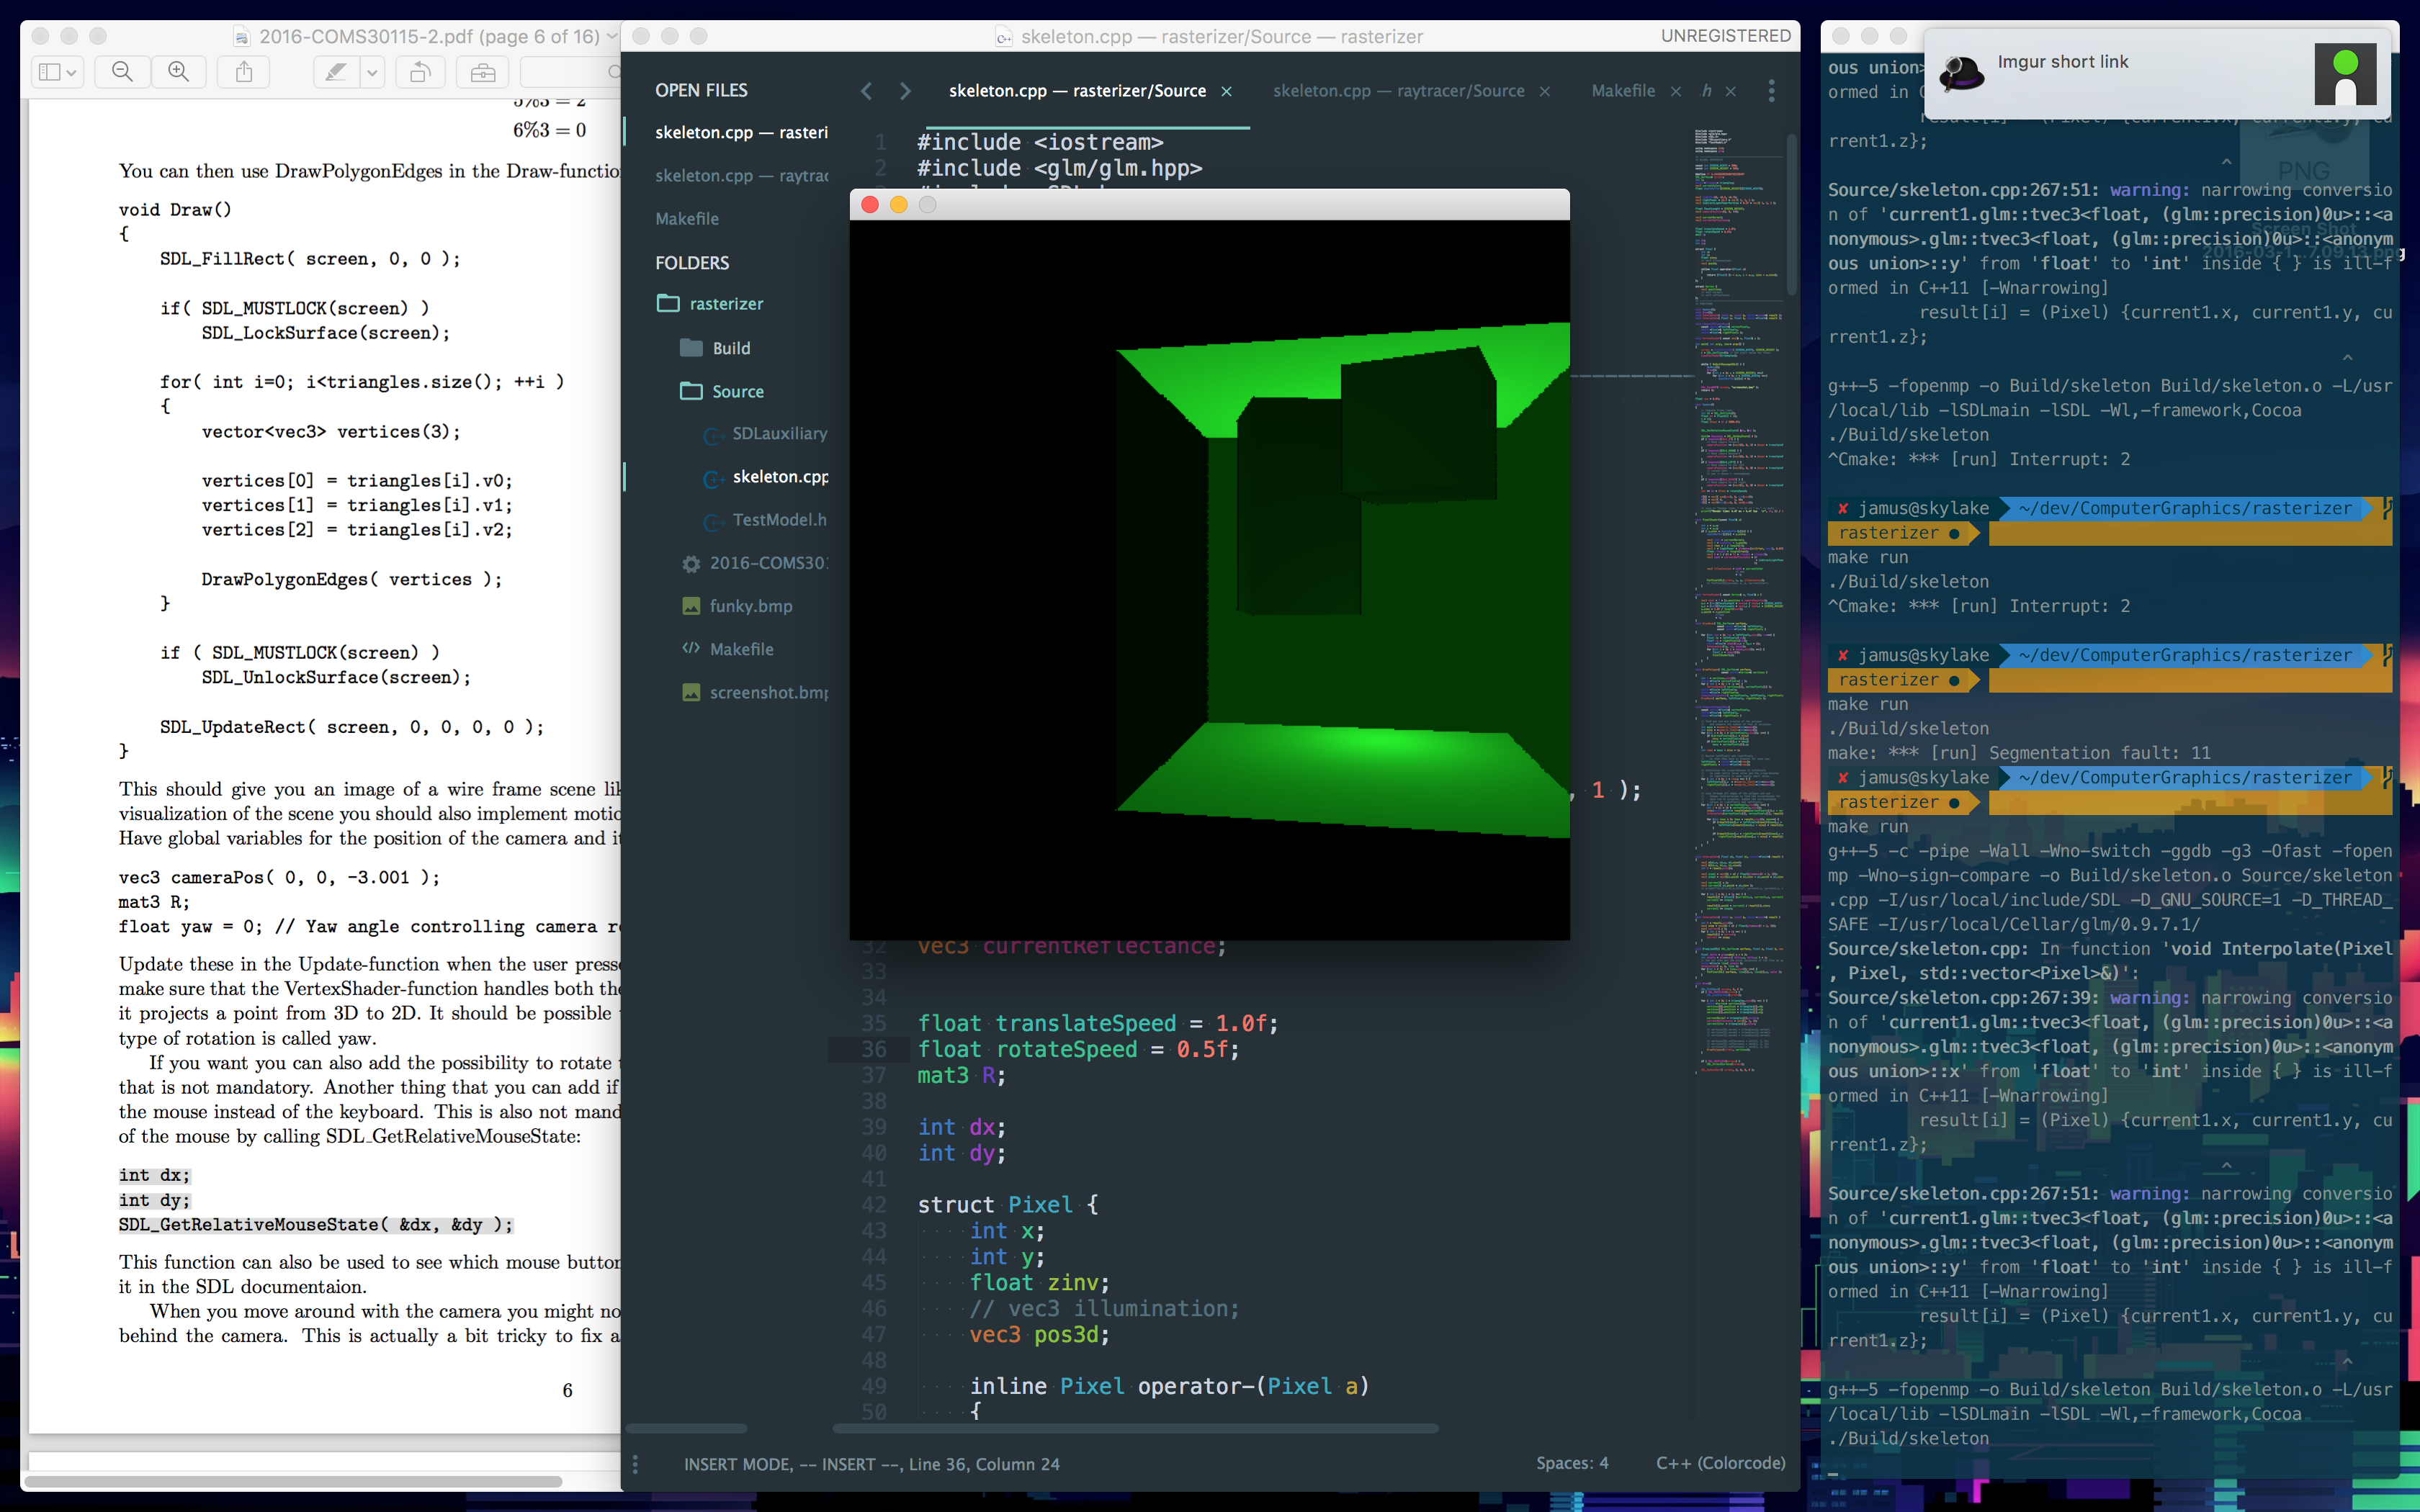 2016-COMS30115-2.pdf (page 6 of 16)
5%3 = 2
6%3 = 0
You can then use DrawPolygonEdges in the Draw-functio
void Draw()
{
SDL_FillRect( screen, 0, 0 );
if( SDL_MUSTLOCK(screen) )
SDL_LockSurface(screen);
for( int i=0; i<triangles.size(); ++i )
{
vector<vec3> vertices(3);
vertices[0] = triangles[i].v0;
vertices[1] = triangles[i].v1;
vertices[2] = triangles[i].v2;
DrawPolygonEdges( vertices );
}
if ( SDL_MUSTLOCK(screen) )
SDL_UnlockSurface(screen);
SDL_UpdateRect( screen, 0, 0, 0, 0 );
}
This should give you an image of a wire frame scene lik
visualization of the scene you should also implement motio
Have global variables for the position of the camera and it
vec3 cameraPos( 0, 0, -3.001 );
mat3 R;
float yaw = 0; // Yaw angle controlling camera r
Update these in the Update-function when the user presse
make sure that the VertexShader-function handles both the
it projects a point from 3D to 2D. It should be possible
type of rotation is called yaw.
If you want you can also add the possibility to rotate
that is not mandatory. Another thing that you can add if
the mouse instead of the keyboard. This is also not mand
of the mouse by calling SDL_GetRelativeMouseState:
int dx;
int dy;
SDL_GetRelativeMouseState( &dx, &dy );
This function can also be used to see which mouse button
it in the SDL documentaion.
When you move around with the camera you might no
behind the camera. This is actually a bit tricky to fix a
6
skeleton.cpp — rasterizer/Source — rasterizer
UNREGISTERED
OPEN FILES
skeleton.cpp — rasteri
skeleton.cpp — raytrac
Makefile
FOLDERS
rasterizer
Build
Source
SDLauxiliary
skeleton.cpp
TestModel.h
2016-COMS30
funky.bmp
Makefile
screenshot.bmp
skeleton.cpp — rasterizer/Source
skeleton.cpp — raytracer/Source
Makefile
h
1 #include <iostream>
2 #include <glm/glm.hpp>
, 1 );
32 vec3 currentReflectance;
33
34
35 float translateSpeed = 1.0f;
36 float rotateSpeed = 0.5f;
37 mat3 R;
38
39 int dx;
40 int dy;
41
42 struct Pixel {
43 int x;
44 int y;
45 float zinv;
46 // vec3 illumination;
47 vec3 pos3d;
48
49 inline Pixel operator-(Pixel a)
50 {
INSERT MODE, -- INSERT --, Line 36, Column 24
Spaces: 4
C++ (Colorcode)
Imgur short link
PNG
Screen Shot
ous union>
ormed in C
result[i] = (Pixel) {current1.x, current1.y, cu
rrent1.z};
^
Source/skeleton.cpp:267:51: warning: narrowing conversio
n of 'current1.glm::tvec3<float, (glm::precision)0u>::<a
nonymous>.glm::tvec3<float, (glm::precision)0u>::<anonym
ous union>::y' from 'float' to 'int' inside { } is ill-f
ormed in C++11 [-Wnarrowing]
result[i] = (Pixel) {current1.x, current1.y, cu
rrent1.z};
^
g++-5 -fopenmp -o Build/skeleton Build/skeleton.o -L/usr
/local/lib -lSDLmain -lSDL -Wl,-framework,Cocoa
./Build/skeleton
^Cmake: *** [run] Interrupt: 2
✘ jamus@skylake ~/dev/ComputerGraphics/rasterizer
rasterizer ●
make run
./Build/skeleton
^Cmake: *** [run] Interrupt: 2
✘ jamus@skylake ~/dev/ComputerGraphics/rasterizer
rasterizer ●
make run
./Build/skeleton
make: *** [run] Segmentation fault: 11
✘ jamus@skylake ~/dev/ComputerGraphics/rasterizer
rasterizer ●
make run
g++-5 -c -pipe -Wall -Wno-switch -ggdb -g3 -Ofast -fopen
mp -Wno-sign-compare -o Build/skeleton.o Source/skeleton
.cpp -I/usr/local/include/SDL -D_GNU_SOURCE=1 -D_THREAD_
SAFE -I/usr/local/Cellar/glm/0.9.7.1/
Source/skeleton.cpp: In function 'void Interpolate(Pixel
, Pixel, std::vector<Pixel>&)':
Source/skeleton.cpp:267:39: warning: narrowing conversio
n of 'current1.glm::tvec3<float, (glm::precision)0u>::<a
nonymous>.glm::tvec3<float, (glm::precision)0u>::<anonym
ous union>::x' from 'float' to 'int' inside { } is ill-f
ormed in C++11 [-Wnarrowing]
result[i] = (Pixel) {current1.x, current1.y, cu
rrent1.z};
^
Source/skeleton.cpp:267:51: warning: narrowing conversio
n of 'current1.glm::tvec3<float, (glm::precision)0u>::<a
nonymous>.glm::tvec3<float, (glm::precision)0u>::<anonym
ous union>::y' from 'float' to 'int' inside { } is ill-f
ormed in C++11 [-Wnarrowing]
result[i] = (Pixel) {current1.x, current1.y, cu
rrent1.z};
^
g++-5 -fopenmp -o Build/skeleton Build/skeleton.o -L/usr
/local/lib -lSDLmain -lSDL -Wl,-framework,Cocoa
./Build/skeleton